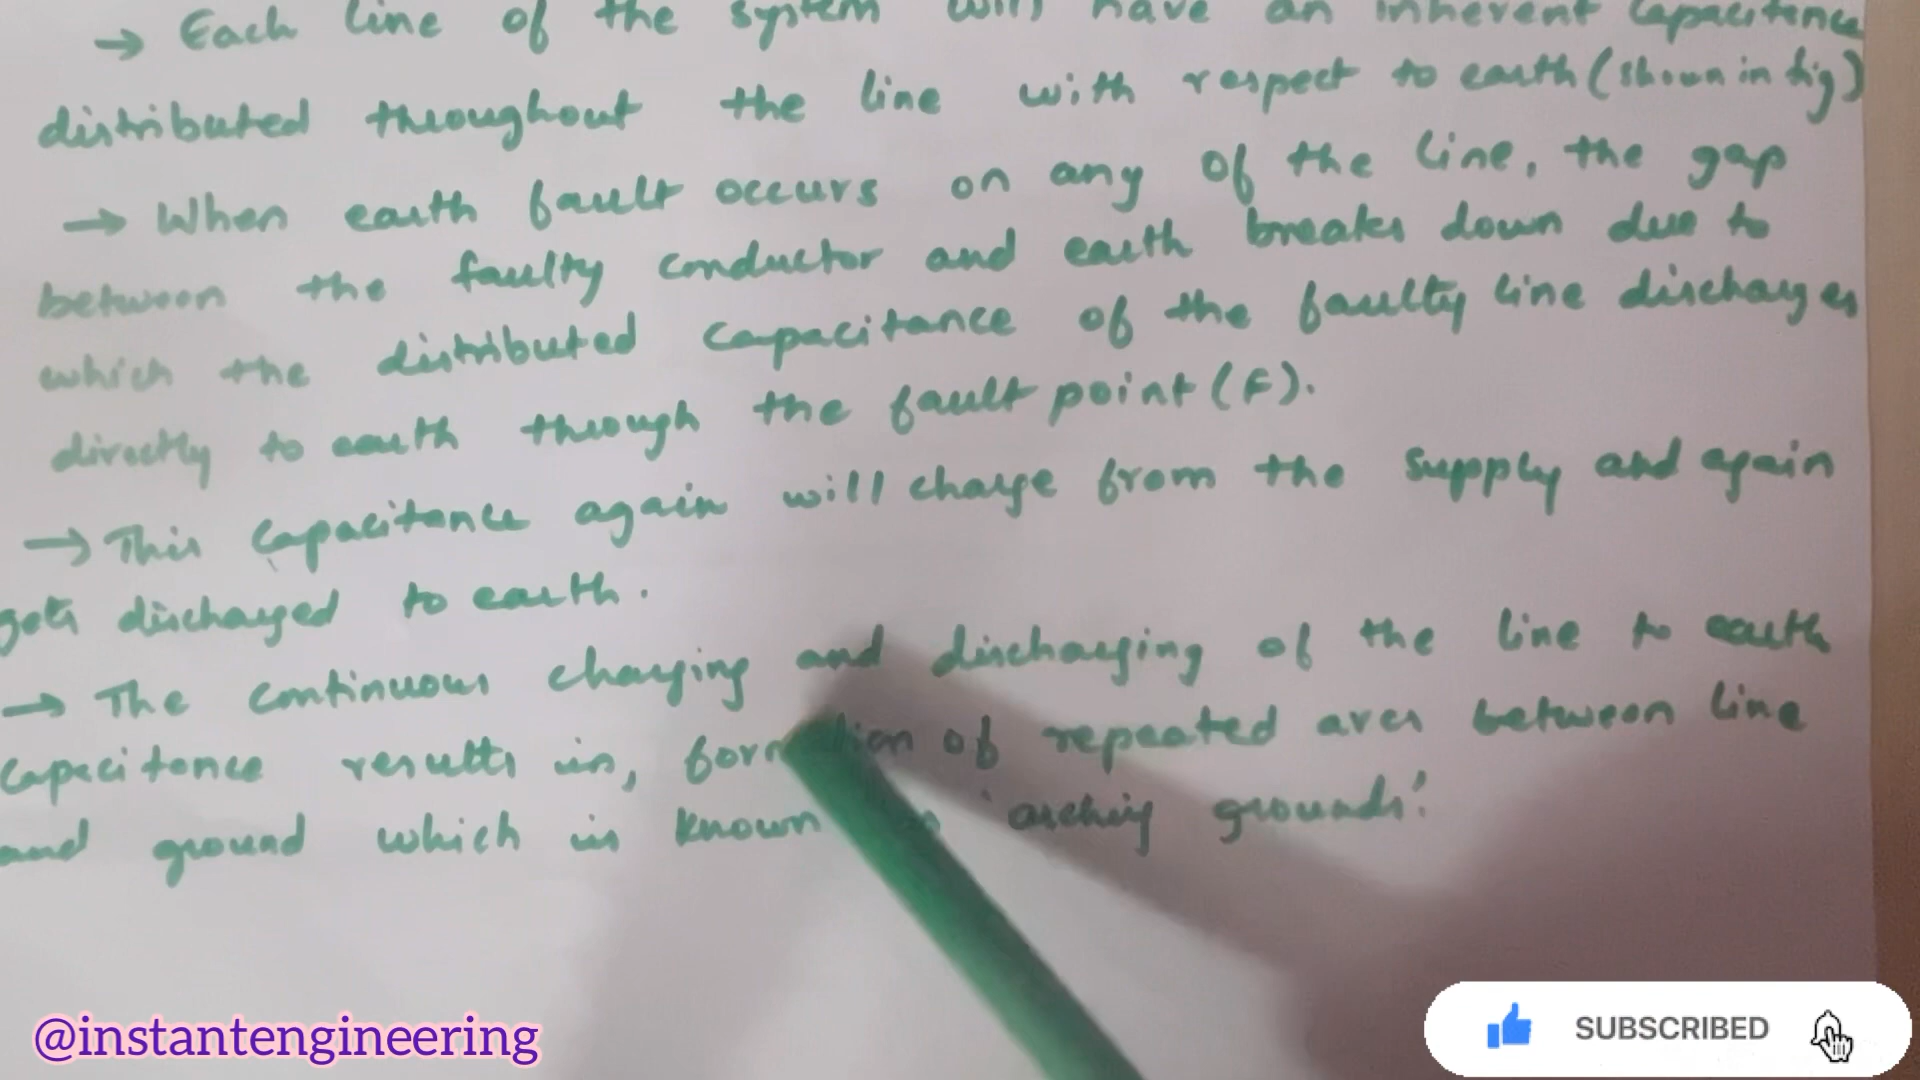 → Each line of the system will have an inherent capacitance
distributed throughout the line with respect to earth (shown in fig)
→ When earth fault occurs on any of the line, the gap
between the faulty conductor and earth breaks down due to
which the distributed capacitance of the faulty line discharges
directly to earth through the fault point (F).
→ This capacitance again will charge from the supply and again
gets discharged to earth.
→ The continuous charging and discharging of the line to earth
capacitance results in, formation of repeated arcs between line
and ground which is known as 'arching grounds'.
@instantengineering
SUBSCRIBED